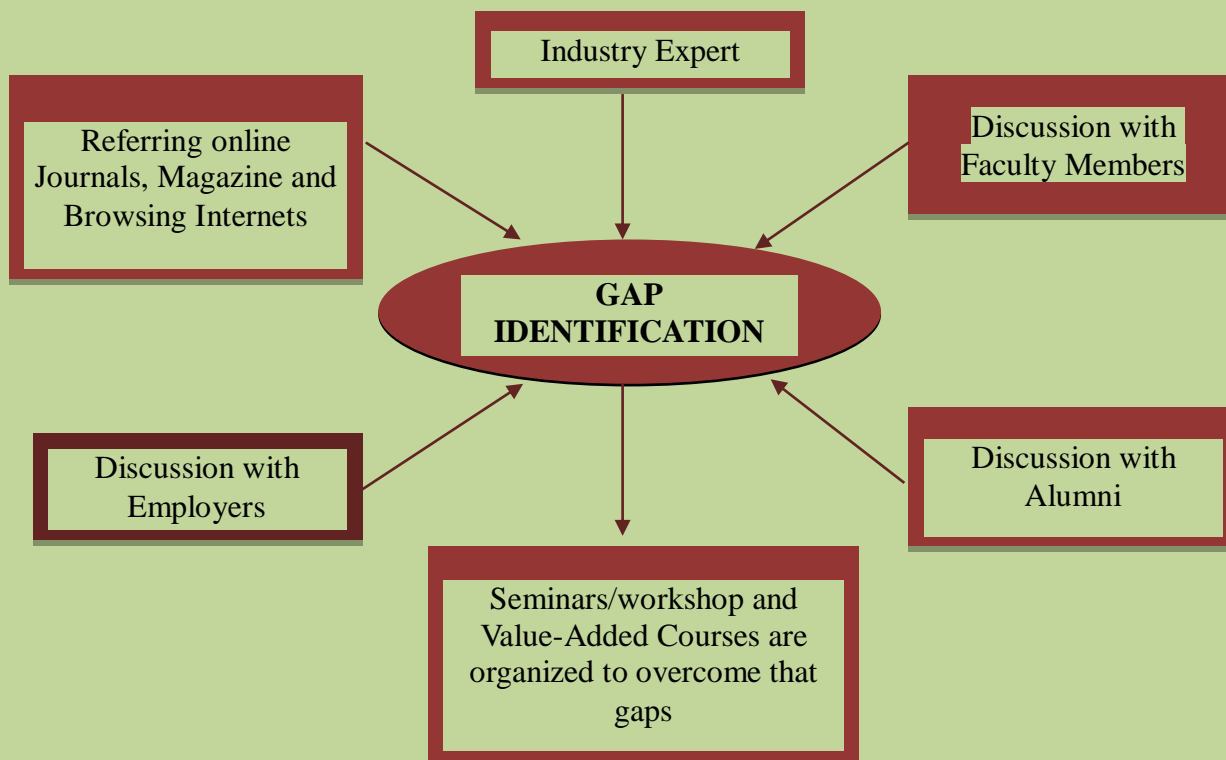 Industry Expert
Referring online
Journals, Magazine and
Browsing Internets
Discussion with
Faculty Members
GAP
IDENTIFICATION
Discussion with
Employers
Discussion with
Alumni
Seminars/workshop and
Value-Added Courses are
organized to overcome that
gaps